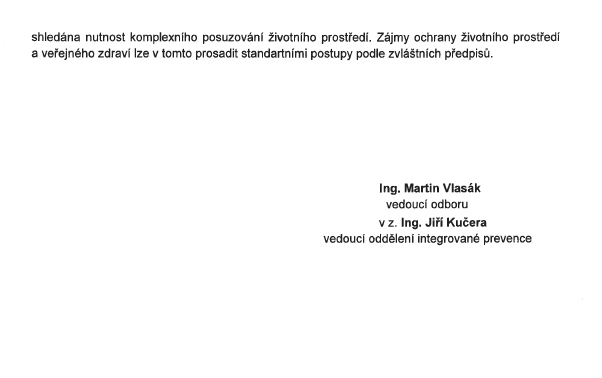 shledána nutnost komplexního posuzování životního prostředí. Zájmy ochrany životního prostředí
a veřejného zdraví lze v tomto prosadit standartními postupy podle zvláštních předpisů.
Ing. Martin Vlasák
vedoucí odboru
v z. Ing. Jiří Kučera
vedoucí oddělení integrované prevence